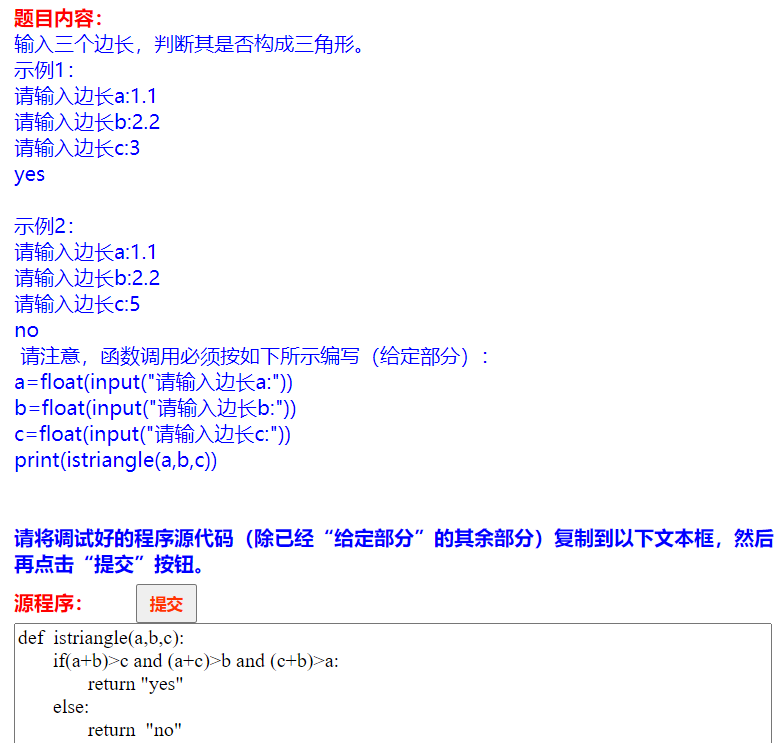 题目内容：
输入三个边长，判断其是否构成三角形。
示例1：
请输入边长a:1.1
请输入边长b:2.2
请输入边长c:3
yes
示例2：
请输入边长a:1.1
请输入边长b:2.2
请输入边长c:5
no
请注意，函数调用必须按如下所示编写（给定部分）：
a=float(input("请输入边长a:"))
b=float(input("请输入边长b:"))
c=float(input("请输入边长c:"))
print(istriangle(a,b,c))
请将调试好的程序源代码（除已经“给定部分”的其余部分）复制到以下文本框，然后
再点击“提交”按钮。
源程序： 提交
def  istriangle(a,b,c):
if(a+b)>c and (a+c)>b and (c+b)>a:
return "yes"
else:
return  "no"